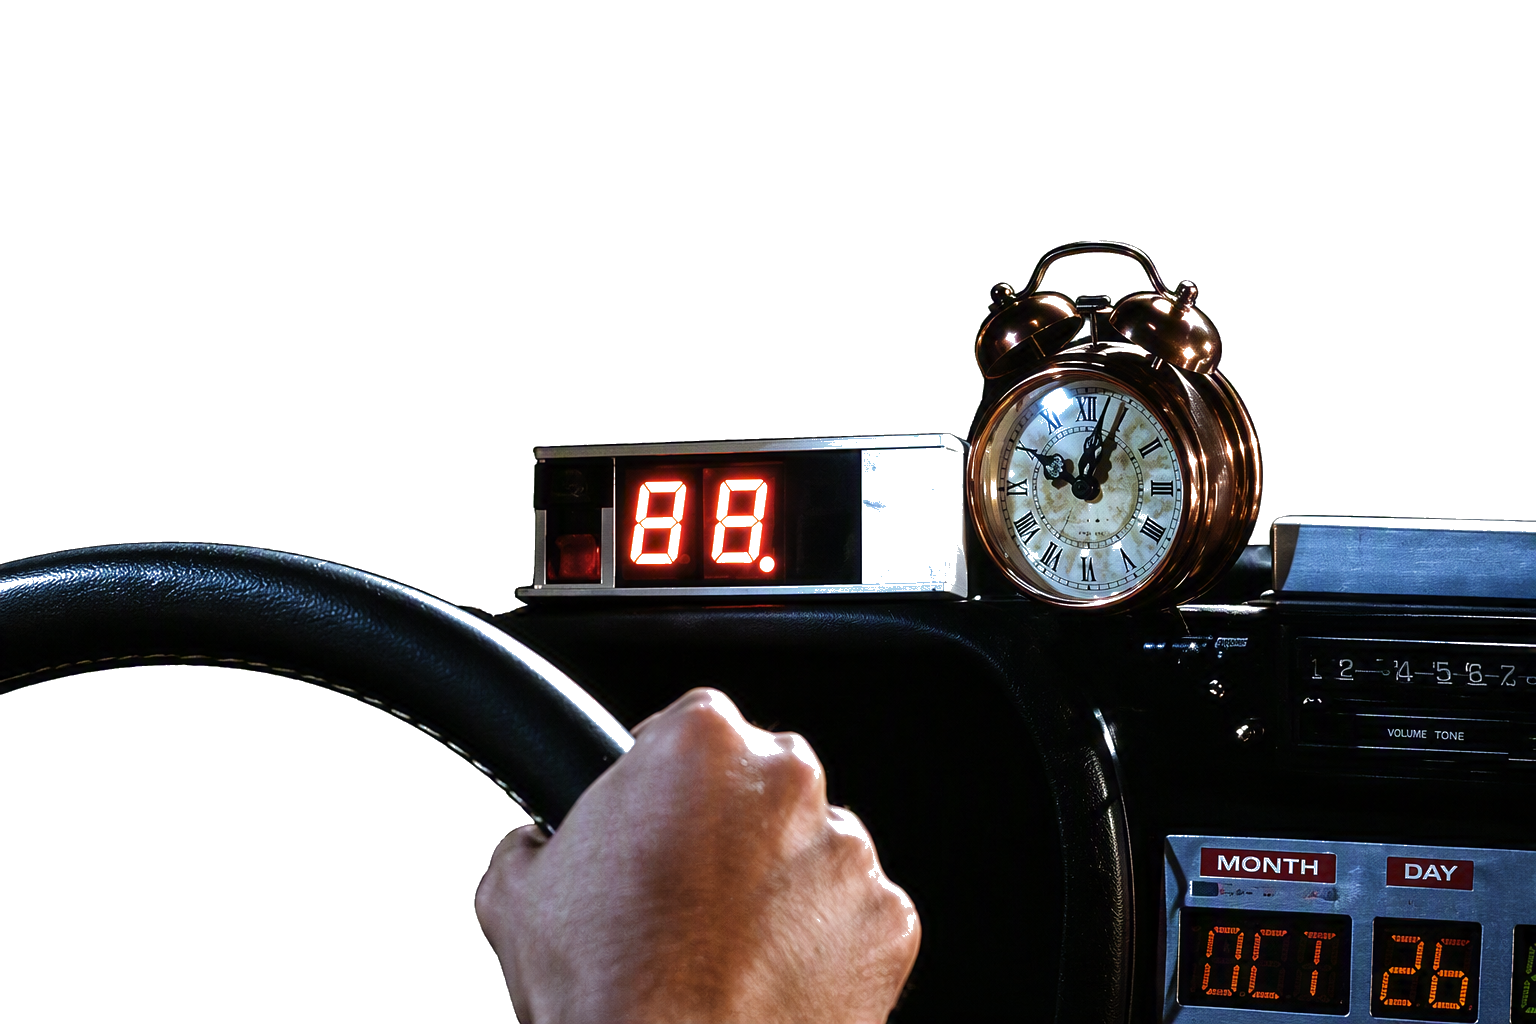 88.
XII
II
III
IIII
V
VI
VII
VIII
IX
XI
1 2 4 5 6 7
VOLUME TONE
MONTH DAY
OCT 26